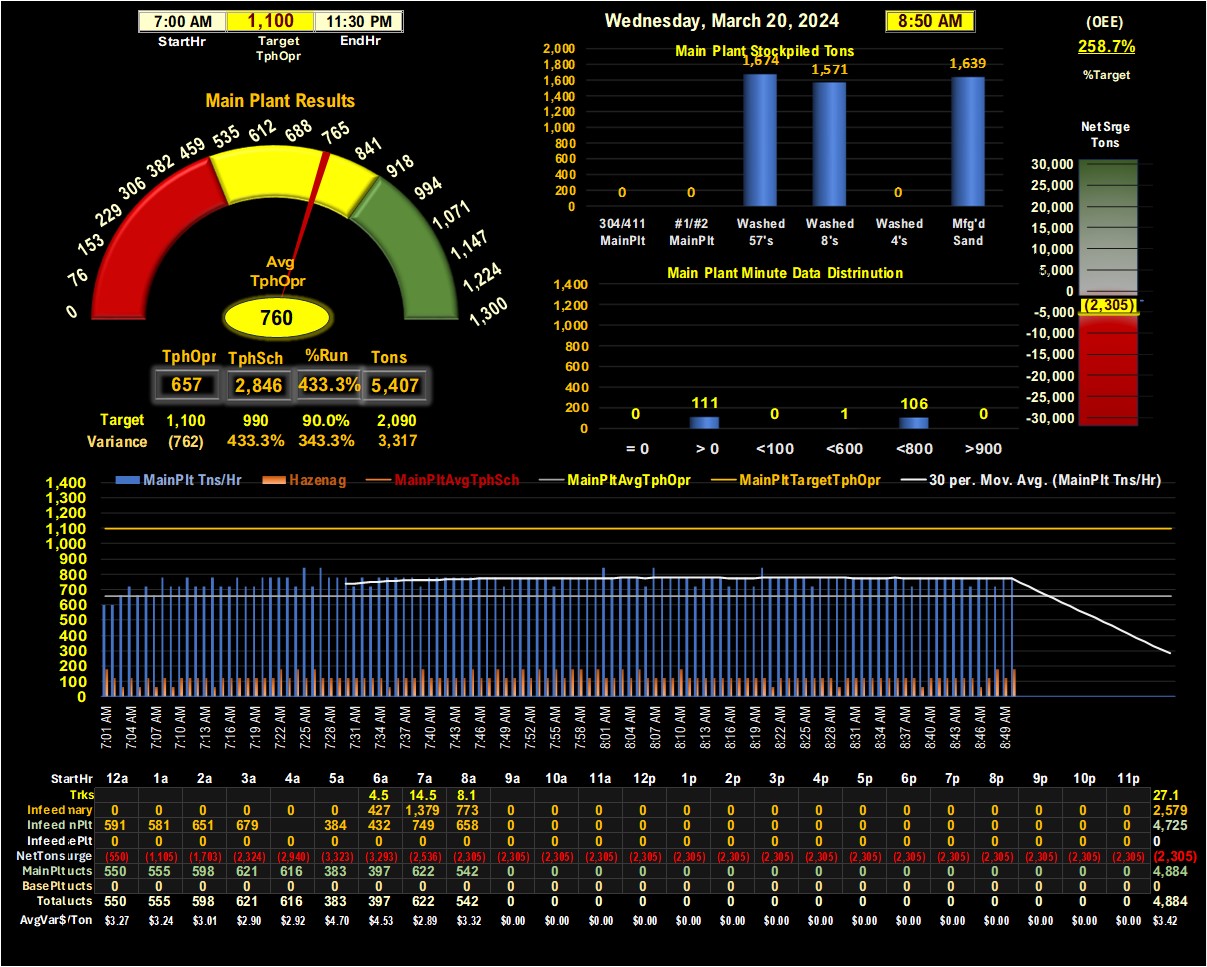 7:00 AM 1,100 11:30 PM
StartHr Target TphOpr EndHr
Wednesday, March 20, 2024 8:50 AM
(OEE)
258.7%
%Target
Main Plant Results
0 76 153 229 306 382 459 535 612 688 765 841 918 994 1,071 1,147 1,224 1,300
Avg
TphOpr
760
TphOpr TphSch %Run Tons
657 2,846 433.3% 5,407
Target 1,100 990 90.0% 2,090
Variance (762) 433.3% 343.3% 3,317
Main Plant Stockpiled Tons
2,000
1,800
1,600
1,400
1,200
1,000
800
600
400
200
0
0 0 1,674 1,571 0 1,639
304/411 #1/#2 Washed Washed Washed Mfg'd
MainPlt MainPlt 57's 8's 4's Sand
Main Plant Minute Data Distrinution
1,400
1,200
1,000
800
600
400
200
0
0 111 0 1 106 0
= 0 > 0 <100 <600 <800 >900
Net Srge
Tons
30,000
25,000
20,000
15,000
10,000
5,000
0
-5,000
-10,000
-15,000
-20,000
-25,000
-30,000
(2,305)
MainPlt Tns/Hr Hazenag MainPltAvgTphSch MainPltAvgTphOpr MainPltTargetTphOpr 30 per. Mov. Avg. (MainPlt Tns/Hr)
1,400
1,300
1,200
1,100
1,000
900
800
700
600
500
400
300
200
100
0
7:01 AM 7:04 AM 7:07 AM 7:10 AM 7:13 AM 7:16 AM 7:19 AM 7:22 AM 7:25 AM 7:28 AM 7:31 AM 7:34 AM 7:37 AM 7:40 AM 7:43 AM 7:46 AM 7:49 AM 7:52 AM 7:55 AM 7:58 AM 8:01 AM 8:04 AM 8:07 AM 8:10 AM 8:13 AM 8:16 AM 8:19 AM 8:22 AM 8:25 AM 8:28 AM 8:31 AM 8:34 AM 8:37 AM 8:40 AM 8:43 AM 8:46 AM 8:49 AM
StartHr 12a 1a 2a 3a 4a 5a 6a 7a 8a 9a 10a 11a 12p 1p 2p 3p 4p 5p 6p 7p 8p 9p 10p 11p
Trks 4.5 14.5 8.1 27.1
Infeed nary 0 0 0 0 0 0 427 1,379 773 0 0 0 0 0 0 0 0 0 0 0 0 0 0 0 2,579
Infeed nPlt 591 581 651 679 384 432 749 658 0 0 0 0 0 0 0 0 0 0 0 0 0 0 0 4,725
Infeed ePlt 0 0 0 0 0 0 0 0 0 0 0 0 0 0 0 0 0 0 0 0 0 0 0 0 0
NetTons urge (550) (1,105) (1,703) (2,324) (2,940) (3,323) (3,293) (2,536) (2,305) (2,305) (2,305) (2,305) (2,305) (2,305) (2,305) (2,305) (2,305) (2,305) (2,305) (2,305) (2,305) (2,305) (2,305) (2,305) (2,305)
MainPlt ucts 550 555 598 621 616 383 397 622 542 0 0 0 0 0 0 0 0 0 0 0 0 0 0 0 4,884
BasePlt ucts 0 0 0 0 0 0 0 0 0 0 0 0 0 0 0 0 0 0 0 0 0 0 0 0 0
Total ucts 550 555 598 621 616 383 397 622 542 0 0 0 0 0 0 0 0 0 0 0 0 0 0 0 4,884
AvgVar$/Ton $3.27 $3.24 $3.01 $2.90 $2.92 $4.70 $4.53 $2.89 $3.32 $0.00 $0.00 $0.00 $0.00 $0.00 $0.00 $0.00 $0.00 $0.00 $0.00 $0.00 $0.00 $0.00 $0.00 $0.00 $3.42